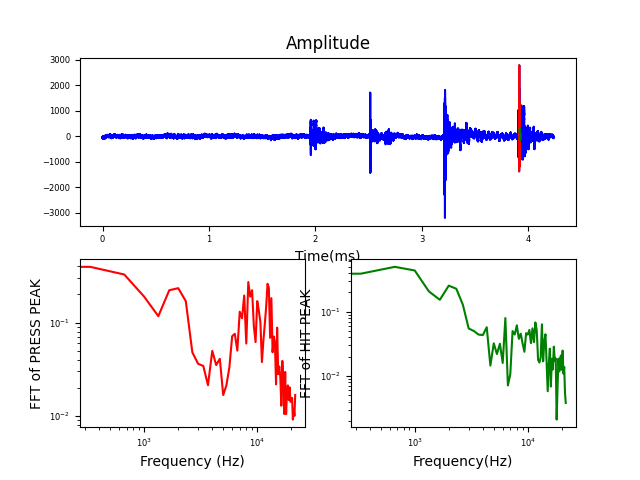 Amplitude
3000
2000
1000
0
−1000
−2000
−3000
0 1 2 3 4
Time(ms)
FFT of PRESS PEAK
10⁻¹
10⁻²
10³ 10⁴
Frequency (Hz)
FFT of HIT PEAK
10⁻¹
10⁻²
10³ 10⁴
Frequency(Hz)